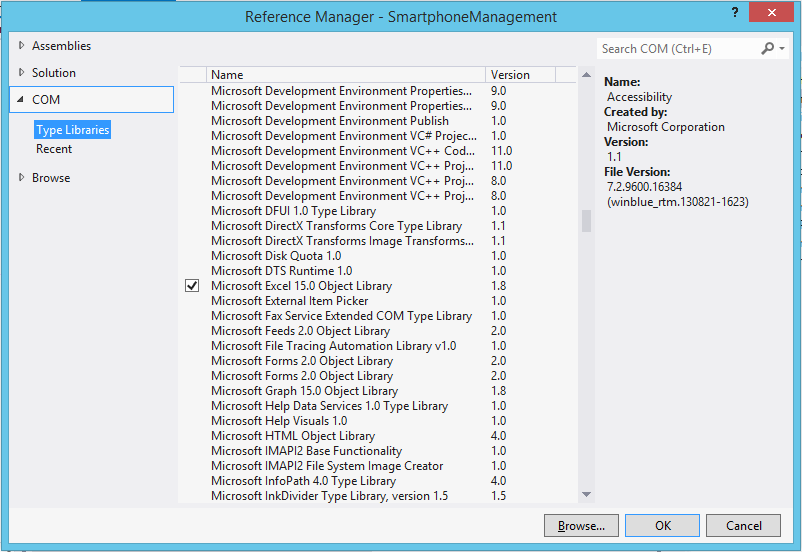 Reference Manager - SmartphoneManagement ?
Assemblies
Solution
COM
Type Libraries
Recent
Browse
Name Version
Microsoft Development Environment Properties... 9.0
Microsoft Development Environment Properties... 9.0
Microsoft Development Environment Publish 1.0
Microsoft Development Environment VC# Projec... 1.0
Microsoft Development Environment VC++ Cod... 11.0
Microsoft Development Environment VC++ Proj... 11.0
Microsoft Development Environment VC++ Proj... 8.0
Microsoft Development Environment VC++ Proj... 8.0
Microsoft DFUI 1.0 Type Library 1.0
Microsoft DirectX Transforms Core Type Library 1.1
Microsoft DirectX Transforms Image Transforms... 1.1
Microsoft Disk Quota 1.0 1.0
Microsoft DTS Runtime 1.0 1.0
Microsoft Excel 15.0 Object Library 1.8
Microsoft External Item Picker 1.0
Microsoft Fax Service Extended COM Type Library 1.0
Microsoft Feeds 2.0 Object Library 2.0
Microsoft File Tracing Automation Library v1.0 1.0
Microsoft Forms 2.0 Object Library 2.0
Microsoft Forms 2.0 Object Library 2.0
Microsoft Graph 15.0 Object Library 1.8
Microsoft Help Data Services 1.0 Type Library 1.0
Microsoft Help Visuals 1.0 1.0
Microsoft HTML Object Library 4.0
Microsoft IMAPI2 Base Functionality 1.0
Microsoft IMAPI2 File System Image Creator 1.0
Microsoft InfoPath 4.0 Type Library 4.0
Microsoft InkDivider Type Library, version 1.5 1.5
Search COM (Ctrl+E)
Name:
Accessibility
Created by:
Microsoft Corporation
Version:
1.1
File Version:
7.2.9600.16384
(winblue_rtm.130821-1623)
Browse... OK Cancel